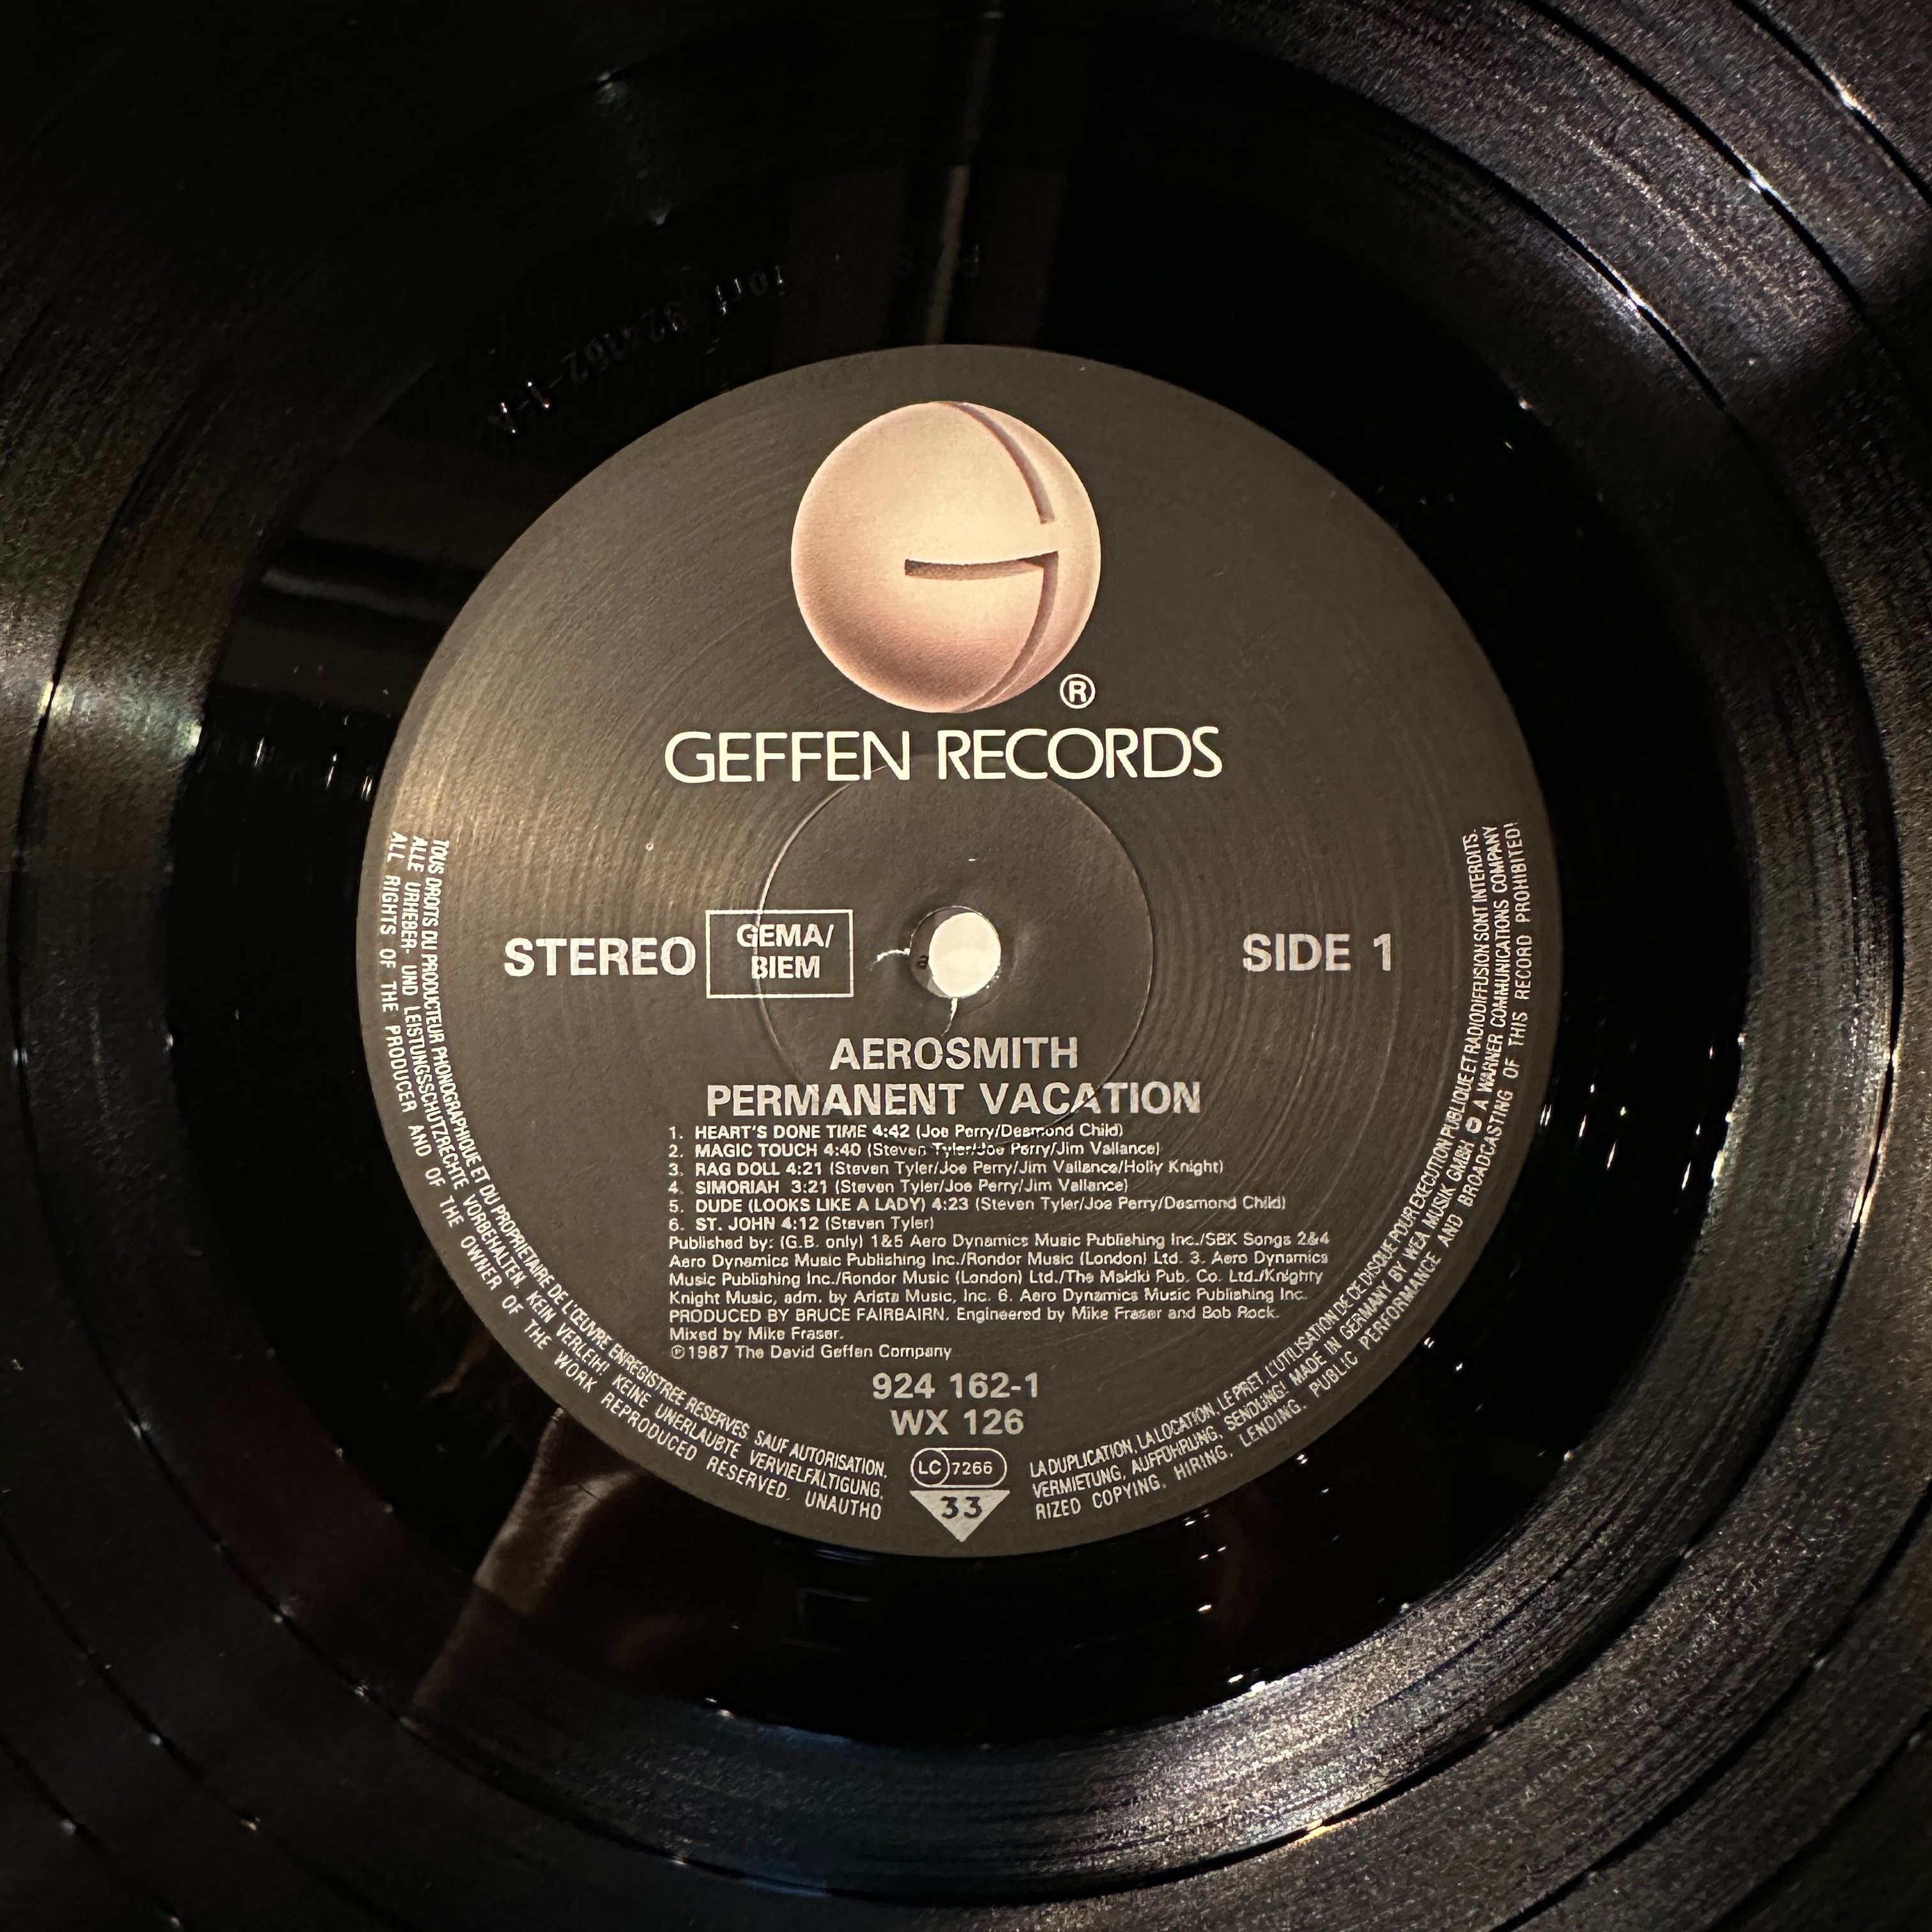 924162-1-A
®
GEFFEN RECORDS
STEREO
GEMA/
BIEM
SIDE 1
AEROSMITH
PERMANENT VACATION
1. HEART'S DONE TIME 4:42 (Joe Perry/Desmond Child)
2. MAGIC TOUCH 4:40 (Steven Tyler/Joe Perry/Jim Vallance)
3. RAG DOLL 4:21 (Steven Tyler/Joe Perry/Jim Vallance/Holly Knight)
4. SIMORIAH 3:21 (Steven Tyler/Joe Perry/Jim Vallance)
5. DUDE (LOOKS LIKE A LADY) 4:23 (Steven Tyler/Joe Perry/Desmond Child)
6. ST. JOHN 4:12 (Steven Tyler)
Published by: (G.B. only) 1&5 Aero Dynamics Music Publishing Inc./SBK Songs 2&4
Aero Dynamics Music Publishing Inc./Rondor Music (London) Ltd. 3. Aero Dynamics
Music Publishing Inc./Rondor Music (London) Ltd./The Makiki Pub. Co. Ltd./Knighty
Knight Music, adm. by Arista Music, Inc. 6. Aero Dynamics Music Publishing Inc.
PRODUCED BY BRUCE FAIRBAIRN. Engineered by Mike Fraser and Bob Rock.
Mixed by Mike Fraser.
℗ 1987 The David Geffen Company
924 162-1
WX 126
LC 7266
33
TOUS DROITS DU PRODUCTEUR PHONOGRAPHIQUE ET DU PROPRIETAIRE DE L'ŒUVRE ENREGISTREE RESERVES. SAUF AUTORISATION,
LA DUPLICATION, LA LOCATION, LE PRET, L'UTILISATION DE CE DISQUE POUR EXECUTION PUBLIQUE ET RADIODIFFUSION SONT INTERDITS.
ALLE URHEBER- UND LEISTUNGSSCHUTZRECHTE VORBEHALTEN KEIN VERLEIH! KEINE UNERLAUBTE VERVIELFÄLTIGUNG,
VERMIETUNG, AUFFÜHRUNG, SENDUNG! MADE IN GERMANY BY WEA MUSIK GMBH A WARNER COMMUNICATIONS COMPANY
ALL RIGHTS OF THE PRODUCER AND OF THE OWNER OF THE WORK REPRODUCED RESERVED. UNAUTHO
RIZED COPYING, HIRING, LENDING, PUBLIC PERFORMANCE AND BROADCASTING OF THIS RECORD PROHIBITED!